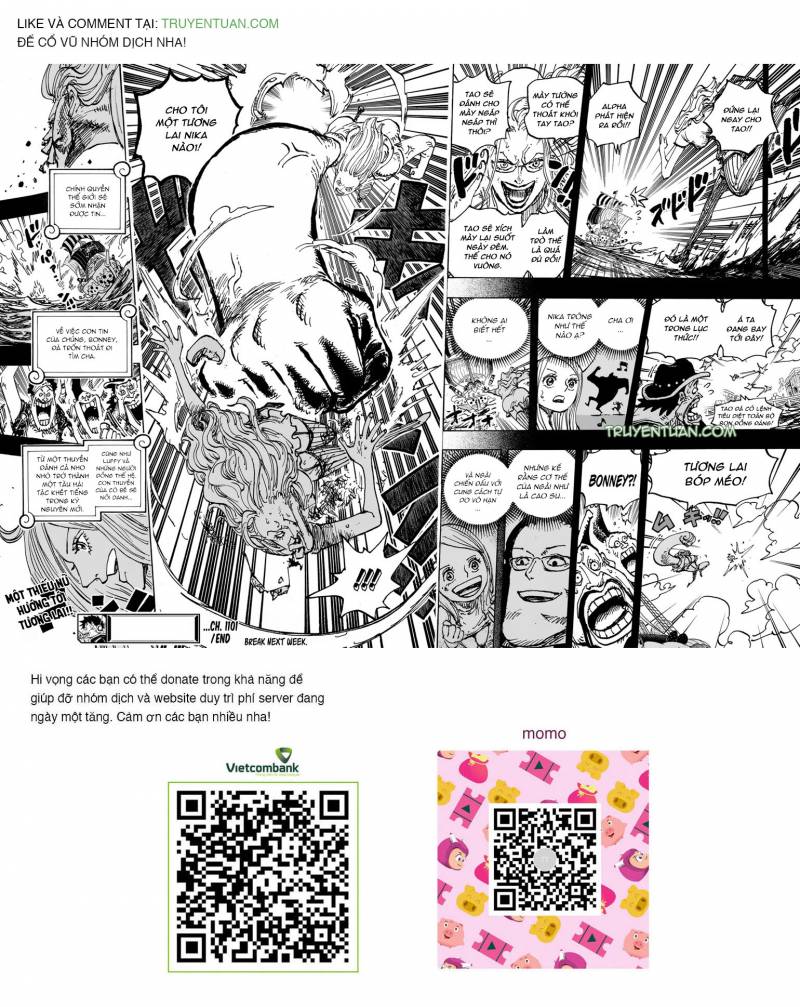 LIKE VÀ COMMENT TẠI: TRUYENTUAN.COM
ĐỂ CỔ VŨ NHÓM DỊCH NHA!
ĐỨNG LẠI
NGAY CHO
TAO!!
ALPHA
PHÁT HIỆN
RA RỒI!!
MÀY TƯỞNG
CÓ THỂ
THOÁT KHỎI
TAY TAO?
TAO SẼ
ĐÁNH CHO
MÀY NGÁP
NGÁP THÌ
THÔI?
LÀM
TRÒ THẾ
LÀ QUÁ
ĐỦ RỒI!
TAO SẼ XÍCH
MÀY LẠI SUỐT
NGÀY ĐÊM.
THẾ CHO NÓ
VUÔNG.
Ả TA
ĐANG BAY
TỚI ĐÂY!
ĐÓ LÀ MỘT
TRONG LỤC
THỨC!!
TAO ĐÃ CÓ LỆNH
TIÊU DIỆT TOÀN BỘ
BỌN ĐỒNG ĐẢNG!
TRUYENTUAN.COM
CHA ƠI
...
NIKA TRÔNG
NHƯ THẾ
NÀO Ạ?
KHÔNG AI
BIẾT HẾT
...
TƯƠNG LAI
BÓP MÉO!
BONNEY?!
NHƯNG KỂ
RẰNG CƠ THỂ
CỦA NGÀI NHƯ
LÀ CAO SU...
VÀ NGÀI
CHIẾN ĐẤU VỚI
CUNG CÁCH TỰ
DO VÔ HẠN
...
CHO TÔI
MỘT TƯƠNG
LAI NIKA
NÀO!!
!!!
CHÍNH QUYỀN
THẾ GIỚI SẼ
SỚM NHẬN
ĐƯỢC TIN...
VỀ VIỆC CON TIN
CỦA CHÚNG, BONNEY,
ĐÃ TRỐN THOÁT ĐI
TÌM CHA.
CŨNG NHƯ
LUFFY VÀ
NHỮNG NGƯỜI
ĐỒNG THẾ HỆ,
CON THUYỀN
CỦA CÔ BÉ SẼ
NỔI DANH...
TỪ MỘT THUYỀN
ĐÁNH CÁ NHO
NHỎ TRỞ THÀNH
MỘT TÀU HẢI
TẶC KHÉT TIẾNG
TRONG KỶ
NGUYÊN MỚI.
MỘT THIẾU NỮ
HƯỚNG TỚI
TƯƠNG LAI!!
...CH. 1101
/END
BREAK NEXT WEEK.
Hi vọng các bạn có thể donate trong khả năng để
giúp đỡ nhóm dịch và website duy trì phí server đang
ngày một tăng. Cảm ơn các bạn nhiều nha!
Vietcombank
momo